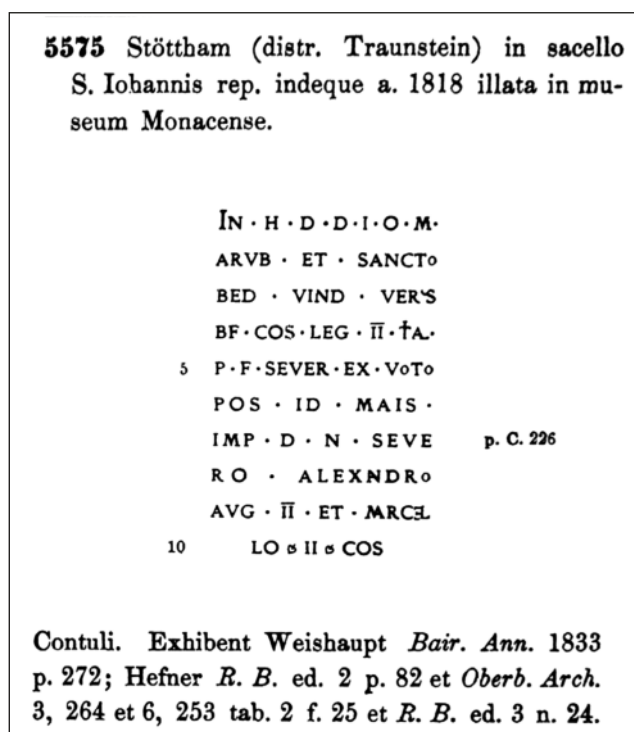 5575 Stöttham (distr. Traunstein) in sacello
S. Iohannis rep. indeque a. 1818 illata in mu-
seum Monacense.
IN · H · D · D · I · O · M ·
ARVB · ET · SANCTO
BED · VIND · VERVS
BF · COS · LEG · II · ITA ·
5 P · F · SEVER · EX · VOTO
POS · ID · MAIS ·
IMP · D · N · SEVE p. C. 226
RO · ALEXNDRO
AVG · II · ET · MRCEL
10 LO II COS
Contuli. Exhibent Weishaupt Bair. Ann. 1833
p. 272; Hefner R. B. ed. 2 p. 82 et Oberb. Arch.
3, 264 et 6, 253 tab. 2 f. 25 et R. B. ed. 3 n. 24.